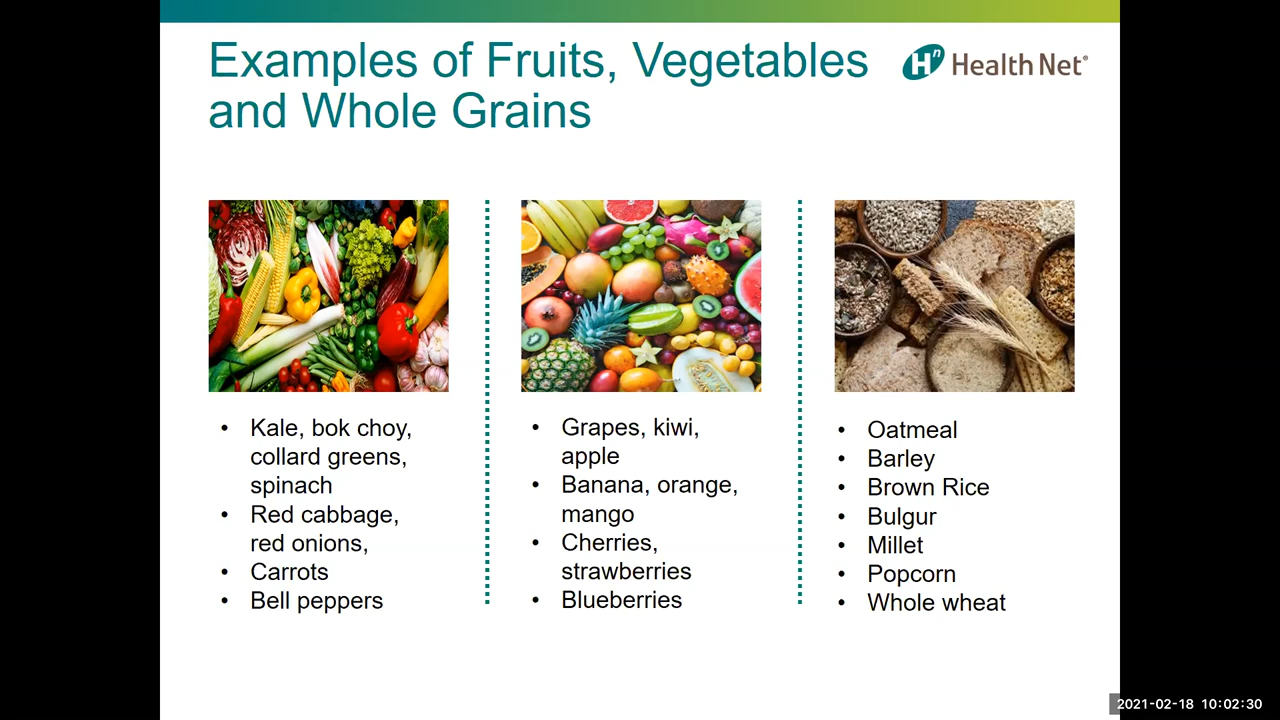 Examples of Fruits, Vegetables
and Whole Grains
Hn Health Net®
• Kale, bok choy,
collard greens,
spinach
• Red cabbage,
red onions,
• Carrots
• Bell peppers
• Grapes, kiwi,
apple
• Banana, orange,
mango
• Cherries,
strawberries
• Blueberries
• Oatmeal
• Barley
• Brown Rice
• Bulgur
• Millet
• Popcorn
• Whole wheat
2021-02-18 10:02:30